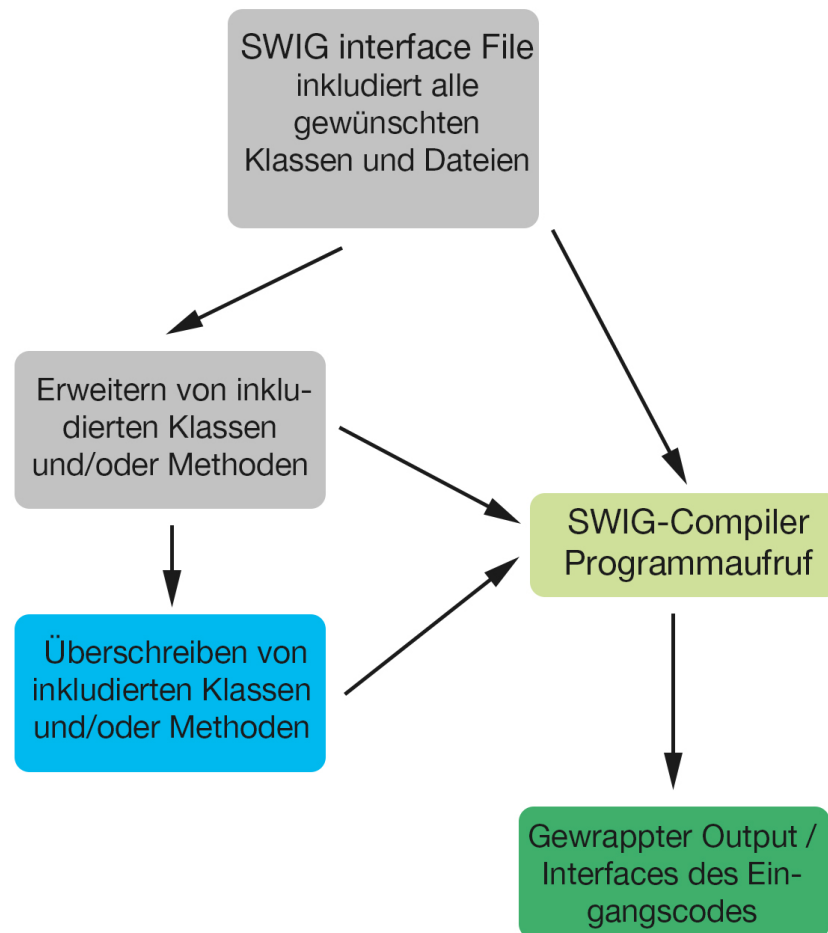 SWIG interface File
inkludiert alle
gewünschten
Klassen und Dateien
Erweitern von inklu-
dierten Klassen
und/oder Methoden
SWIG-Compiler
Programmaufruf
Überschreiben von
inkludierten Klassen
und/oder Methoden
Gewrappter Output /
Interfaces des Ein-
gangscodes